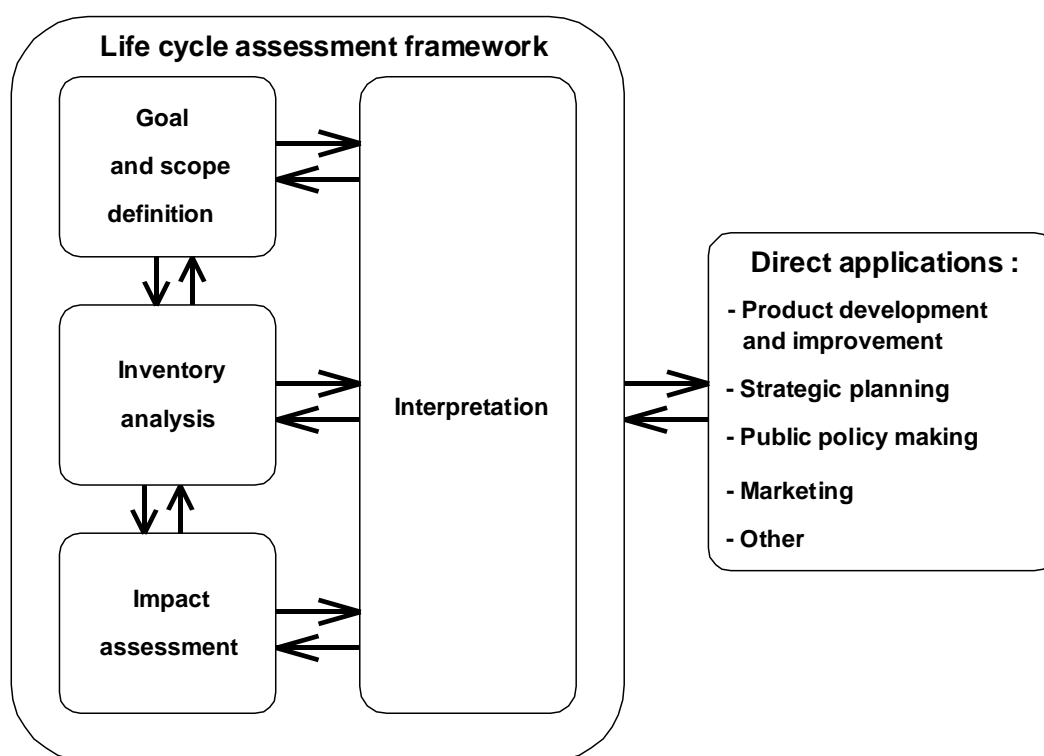 Life cycle assessment framework
Goal
and scope
definition
Inventory
analysis
Impact
assessment
Interpretation
Direct applications :
- Product development
and improvement
- Strategic planning
- Public policy making
- Marketing
- Other